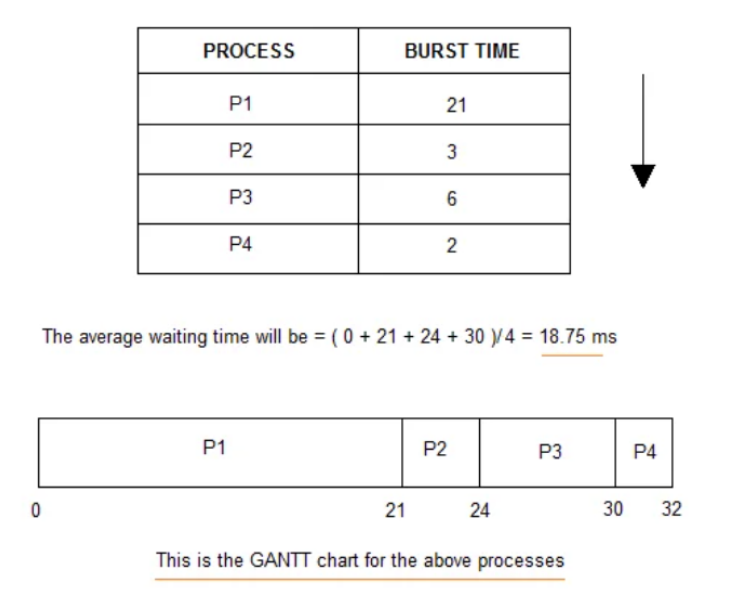 PROCESS BURST TIME
P1 21
P2 3
P3 6
P4 2
The average waiting time will be = ( 0 + 21 + 24 + 30 )/4 = 18.75 ms
P1 P2 P3 P4
0 21 24 30 32
This is the GANTT chart for the above processes